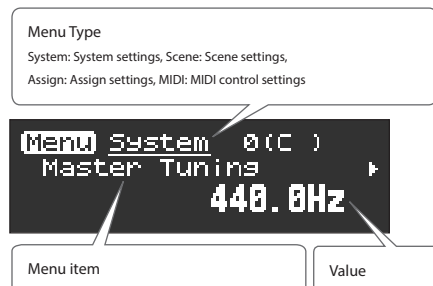 Menu Type
System: System settings, Scene: Scene settings,
Assign: Assign settings, MIDI: MIDI control settings
Menu System 0(C )
Master Tuning
440.0Hz
Menu item
Value